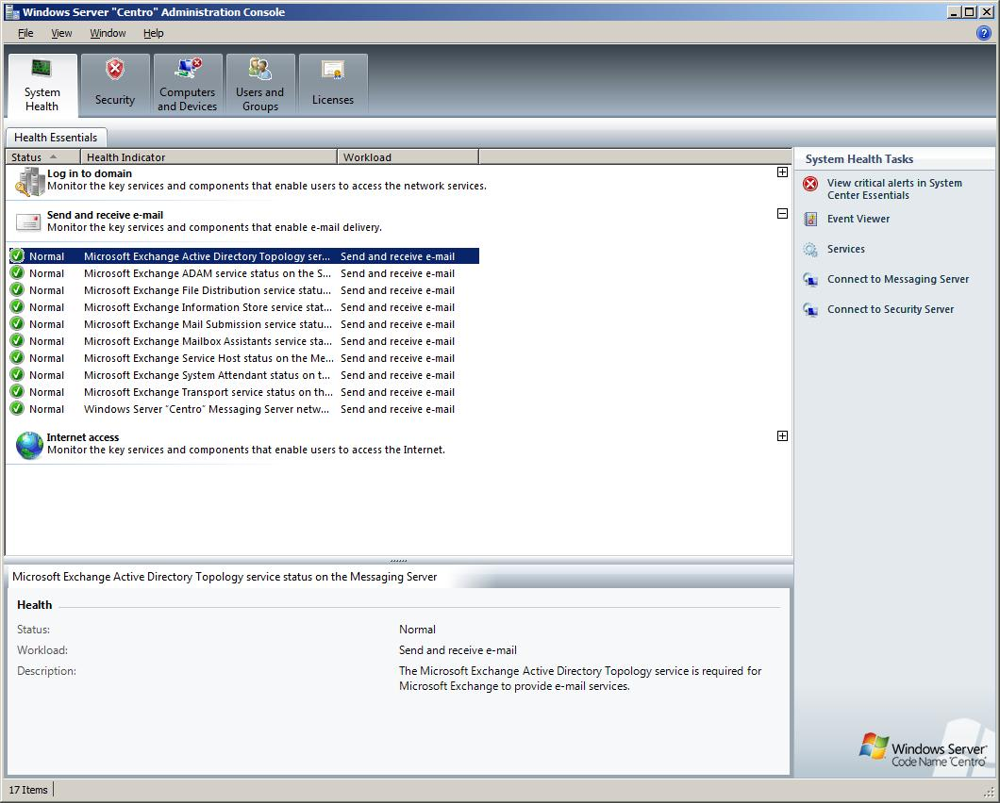 Windows Server "Centro" Administration Console
File View Window Help
System Health
Security
Computers and Devices
Users and Groups
Licenses
Health Essentials
Status Health Indicator Workload
Log in to domain
Monitor the key services and components that enable users to access the network services.
Send and receive e-mail
Monitor the key services and components that enable e-mail delivery.
Normal Microsoft Exchange Active Directory Topology ser... Send and receive e-mail
Normal Microsoft Exchange ADAM service status on the S... Send and receive e-mail
Normal Microsoft Exchange File Distribution service statu... Send and receive e-mail
Normal Microsoft Exchange Information Store service stat... Send and receive e-mail
Normal Microsoft Exchange Mail Submission service statu... Send and receive e-mail
Normal Microsoft Exchange Mailbox Assistants service sta... Send and receive e-mail
Normal Microsoft Exchange Service Host status on the Me... Send and receive e-mail
Normal Microsoft Exchange System Attendant status on t... Send and receive e-mail
Normal Microsoft Exchange Transport service status on th... Send and receive e-mail
Normal Windows Server "Centro" Messaging Server netw... Send and receive e-mail
Internet access
Monitor the key services and components that enable users to access the Internet.
System Health Tasks
View critical alerts in System
Center Essentials
Event Viewer
Services
Connect to Messaging Server
Connect to Security Server
Microsoft Exchange Active Directory Topology service status on the Messaging Server
Health
Status: Normal
Workload: Send and receive e-mail
Description: The Microsoft Exchange Active Directory Topology service is required for
Microsoft Exchange to provide e-mail services.
Windows Server
Code Name "Centro"
17 Items